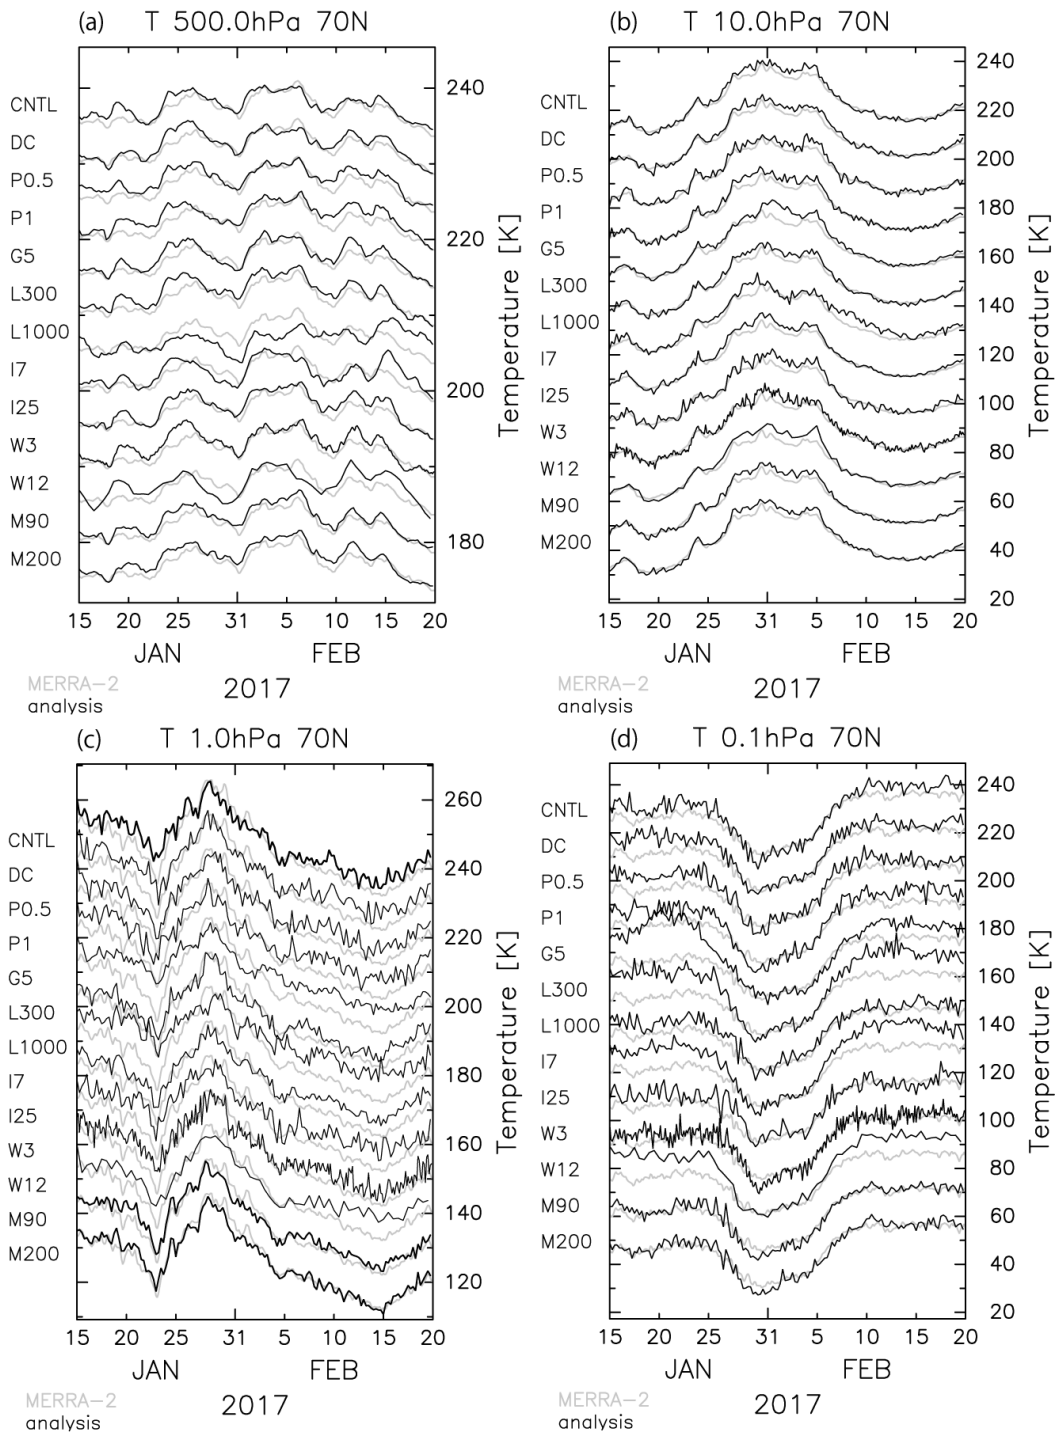 (a) T 500.0hPa 70N
CNTL
DC
P0.5
P1
G5
L300
L1000
I7
I25
W3
W12
M90
M200
240
220
200
180
Temperature [K]
15 20 25 31 5 10 15 20
JAN FEB
2017
MERRA-2
analysis
(b) T 10.0hPa 70N
CNTL
DC
P0.5
P1
G5
L300
L1000
I7
I25
W3
W12
M90
M200
240
220
200
180
160
140
120
100
80
60
40
20
Temperature [K]
15 20 25 31 5 10 15 20
JAN FEB
2017
MERRA-2
analysis
(c) T 1.0hPa 70N
CNTL
DC
P0.5
P1
G5
L300
L1000
I7
I25
W3
W12
M90
M200
260
240
220
200
180
160
140
120
Temperature [K]
15 20 25 31 5 10 15 20
JAN FEB
2017
MERRA-2
analysis
(d) T 0.1hPa 70N
CNTL
DC
P0.5
P1
G5
L300
L1000
I7
I25
W3
W12
M90
M200
240
220
200
180
160
140
120
100
80
60
40
20
Temperature [K]
15 20 25 31 5 10 15 20
JAN FEB
2017
MERRA-2
analysis